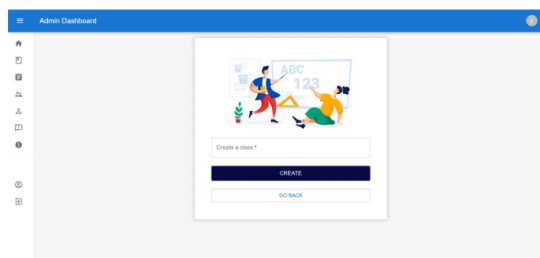 Admin Dashboard
ABC
123
Create a class *
CREATE
GO BACK